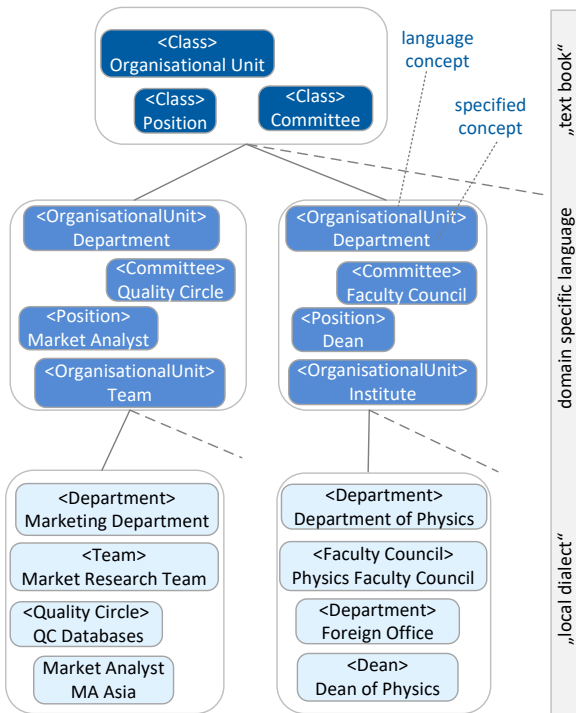 <Class>
Organisational Unit
<Class>
Position
<Class>
Committee
language
concept
specified
concept
„text book“
<OrganisationalUnit>
Department
<Committee>
Quality Circle
<Position>
Market Analyst
<OrganisationalUnit>
Team
<OrganisationalUnit>
Department
<Committee>
Faculty Council
<Position>
Dean
<OrganisationalUnit>
Institute
domain specific language
<Department>
Marketing Department
<Team>
Market Research Team
<Quality Circle>
QC Databases
Market Analyst
MA Asia
<Department>
Department of Physics
<Faculty Council>
Physics Faculty Council
<Department>
Foreign Office
<Dean>
Dean of Physics
„local dialect“